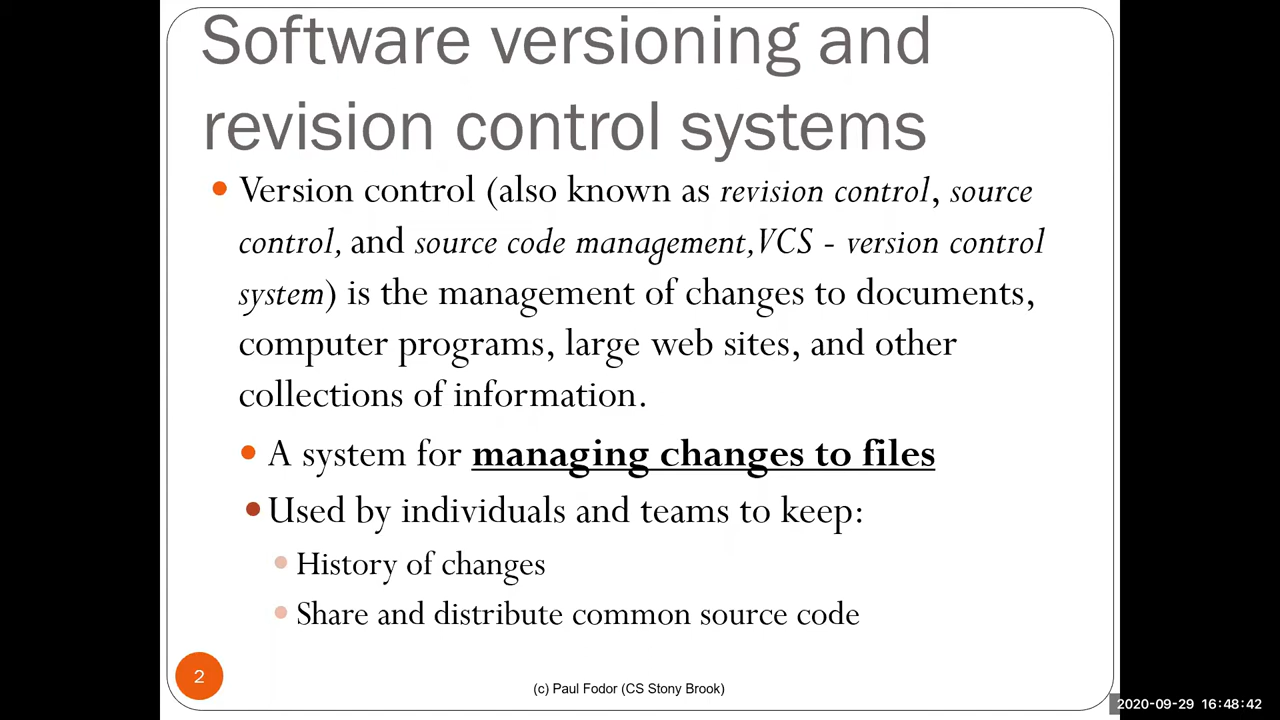 Software versioning and
revision control systems
• Version control (also known as revision control, source
control, and source code management, VCS - version control
system) is the management of changes to documents,
computer programs, large web sites, and other
collections of information.
• A system for managing changes to files
• Used by individuals and teams to keep:
• History of changes
• Share and distribute common source code
2
(c) Paul Fodor (CS Stony Brook)
2020-09-29 16:48:42